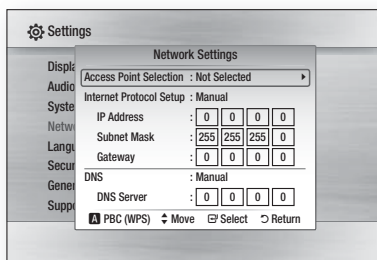 Settings
Network Settings
Access Point Selection : Not Selected
Internet Protocol Setup : Manual
IP Address : 0 0 0 0
Subnet Mask : 255 255 255 0
Gateway : 0 0 0 0
DNS : Manual
DNS Server : 0 0 0 0
A PBC (WPS) Move Select Return
Displa
Audio
Syste
Netwo
Langu
Secur
Gener
Suppo